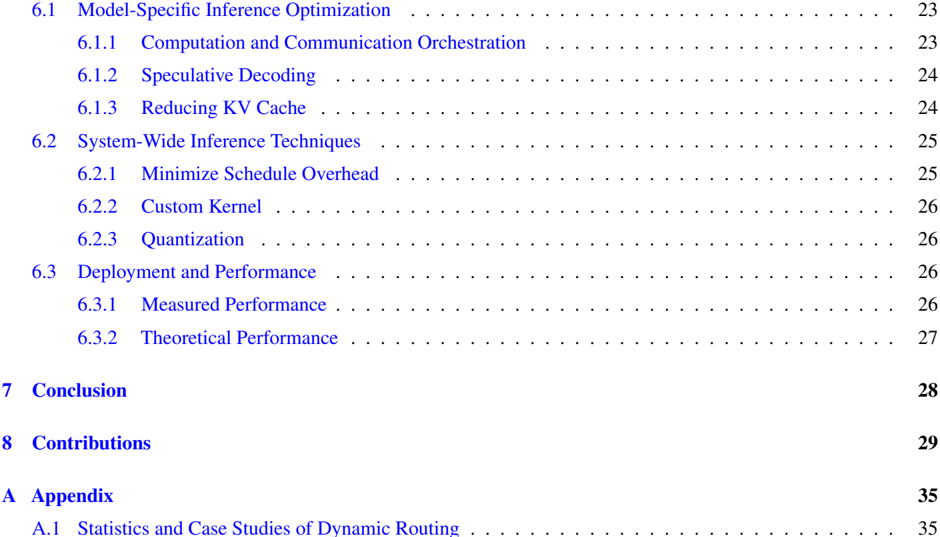 6.1 Model-Specific Inference Optimization . . . . . . . . . . . . . . . . . . . . . . . . . . . . . . . . . 23
6.1.1 Computation and Communication Orchestration . . . . . . . . . . . . . . . . . . . . . . . . 23
6.1.2 Speculative Decoding . . . . . . . . . . . . . . . . . . . . . . . . . . . . . . . . . . . . . . 24
6.1.3 Reducing KV Cache . . . . . . . . . . . . . . . . . . . . . . . . . . . . . . . . . . . . . . . 24
6.2 System-Wide Inference Techniques . . . . . . . . . . . . . . . . . . . . . . . . . . . . . . . . . . . 25
6.2.1 Minimize Schedule Overhead . . . . . . . . . . . . . . . . . . . . . . . . . . . . . . . . . . 25
6.2.2 Custom Kernel . . . . . . . . . . . . . . . . . . . . . . . . . . . . . . . . . . . . . . . . . . 26
6.2.3 Quantization . . . . . . . . . . . . . . . . . . . . . . . . . . . . . . . . . . . . . . . . . . . 26
6.3 Deployment and Performance . . . . . . . . . . . . . . . . . . . . . . . . . . . . . . . . . . . . . . 26
6.3.1 Measured Performance . . . . . . . . . . . . . . . . . . . . . . . . . . . . . . . . . . . . . . 26
6.3.2 Theoretical Performance . . . . . . . . . . . . . . . . . . . . . . . . . . . . . . . . . . . . . 27
7 Conclusion 28
8 Contributions 29
A Appendix 35
A.1 Statistics and Case Studies of Dynamic Routing . . . . . . . . . . . . . . . . . . . . . . . . . . . . . 35